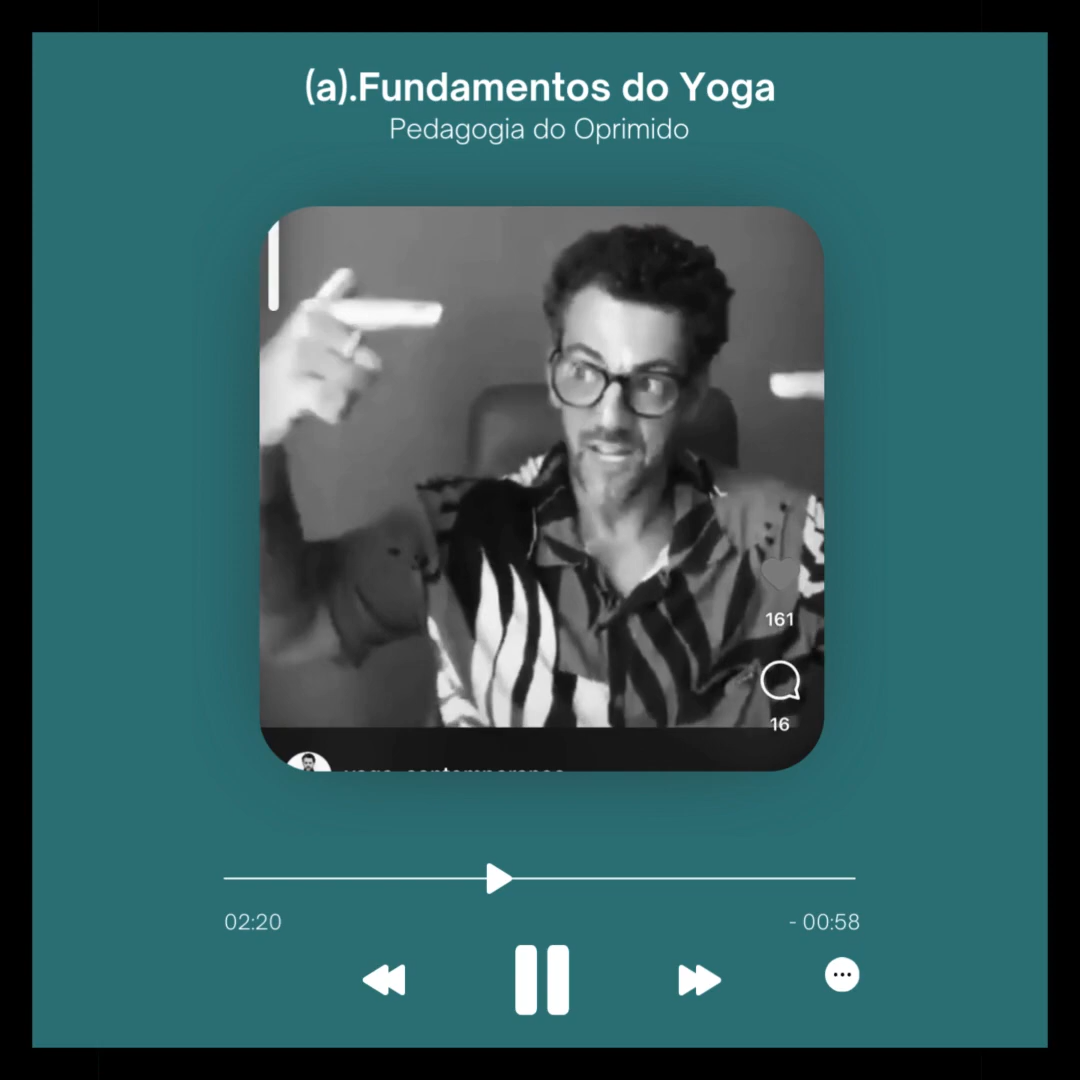 (a).Fundamentos do Yoga
Pedagogia do Oprimido
161
16
02:20
- 00:58